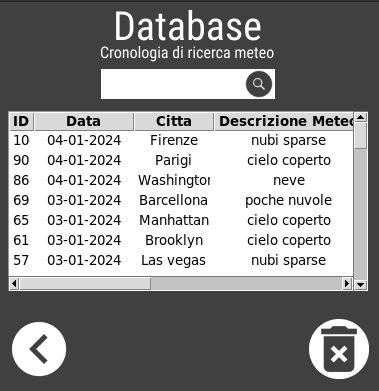 Database
Cronologia di ricerca meteo
ID Data Citta Descrizione Meteo
10 04-01-2024 Firenze nubi sparse
90 04-01-2024 Parigi cielo coperto
86 04-01-2024 Washington neve
69 03-01-2024 Barcellona poche nuvole
65 03-01-2024 Manhattan cielo coperto
61 03-01-2024 Brooklyn cielo coperto
57 03-01-2024 Las vegas nubi sparse